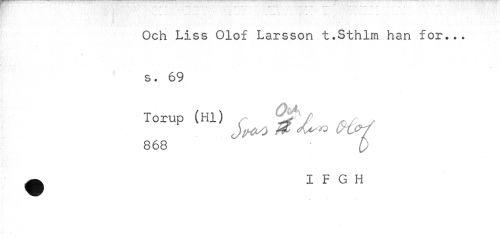 Och Liss Olof Larsson t.Sthlm han for...
s. 69
Torup (Hl)
Svas Och Liss Olof
868
I F G H